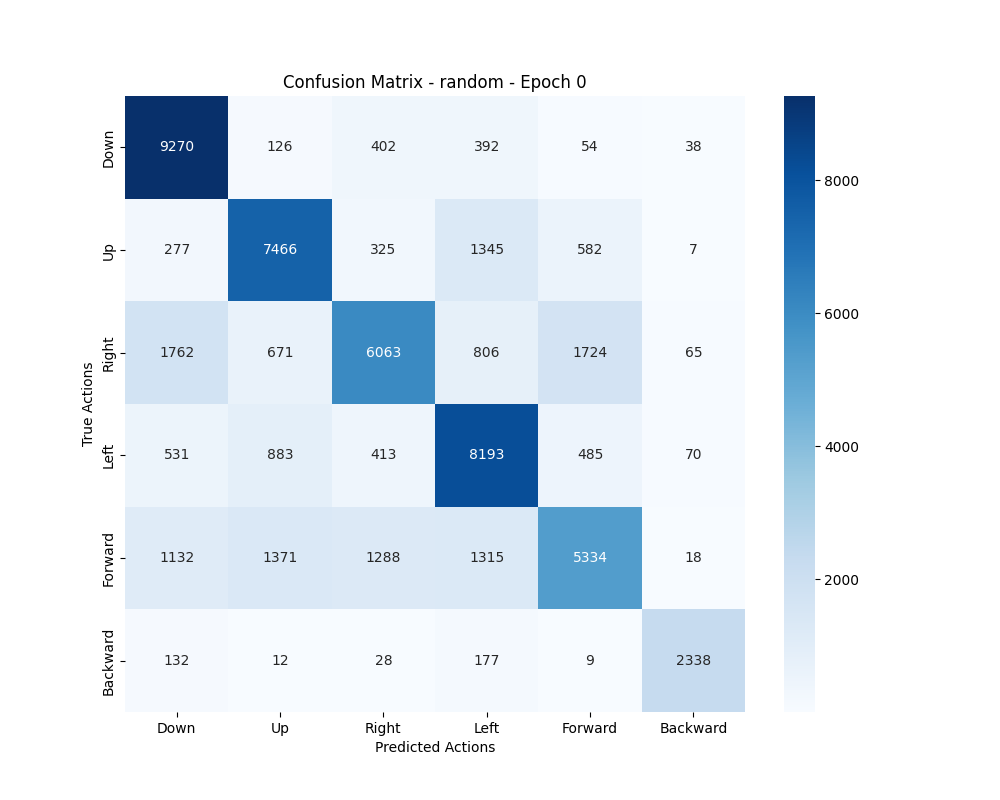 Confusion Matrix - random - Epoch 0
True Actions
Down 9270 126 402 392 54 38
Up 277 7466 325 1345 582 7
Right 1762 671 6063 806 1724 65
Left 531 883 413 8193 485 70
Forward 1132 1371 1288 1315 5334 18
Backward 132 12 28 177 9 2338
Down Up Right Left Forward Backward
Predicted Actions
8000
6000
4000
2000